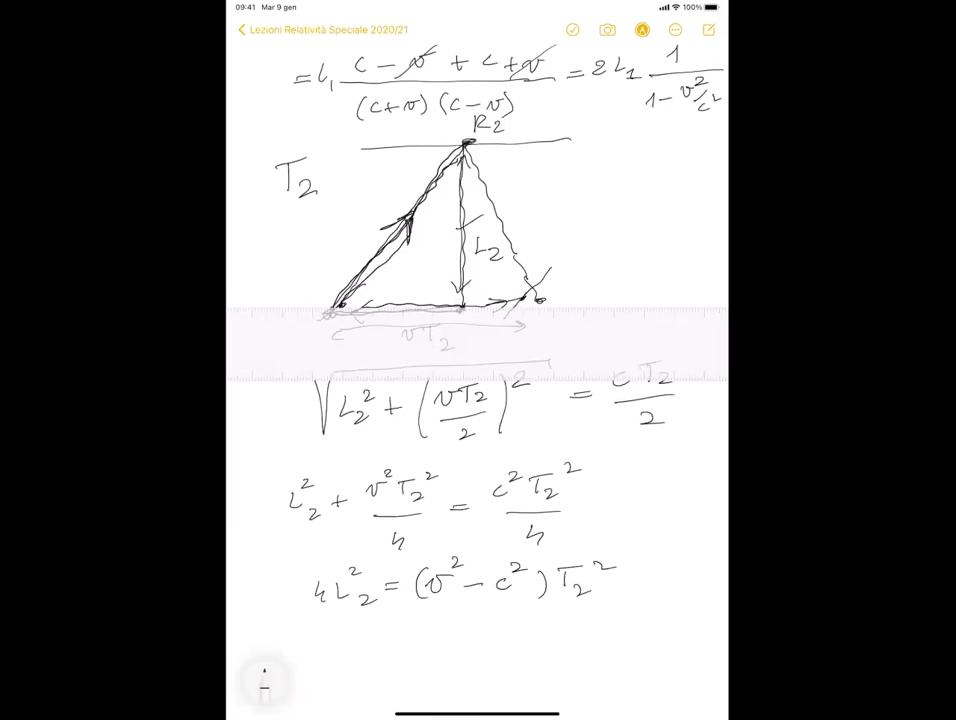 09:41 Mar 9 gen 100%
Lezioni Relatività Speciale 2020/21
= L₁ (c - v + c + v) / ((c+v)(c-v)) = 2L₁ 1 / (1 - v²/c²)
R₂
T₂
L₂
vT₂
√(L₂² + (vT₂/2)²) = cT₂/2
L₂² + v²T₂²/4 = c²T₂²/4
4L₂² = (v² - c²)T₂²